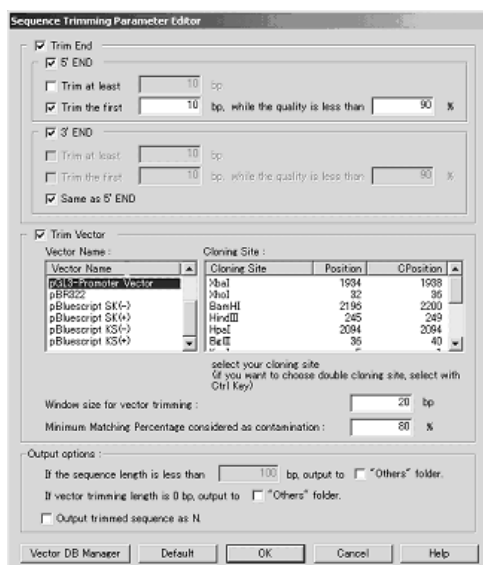 Sequence Trimming Parameter Editor
Trim End
5' END
Trim at least 10 bp
Trim the first 10 bp, while the quality is less than 90 %
3' END
Trim at least 10 bp
Trim the first 10 bp, while the quality is less than 90 %
Same as 5' END
Trim Vector
Vector Name : Cloning Site :
Vector Name Cloning Site Position CPosition
pGL3-Promoter Vector XbaI 1934 1938
pBR322 XhoI 32 36
pBluescript SK(-) BamHI 2196 2200
pBluescript SK(+) HindIII 245 249
pBluescript KS(-) HpaI 2094 2094
pBluescript KS(+) BglII 36 40
select your cloning site
(if you want to choose double cloning site, select with
Ctrl Key)
Window size for vector trimming : 20 bp
Minimum Matching Percentage considered as contamination : 80 %
Output options :
If the sequence length is less than 100 bp, output to "Others" folder.
If vector trimming length is 0 bp, output to "Others" folder.
Output trimmed sequence as N.
Vector DB Manager Default OK Cancel Help